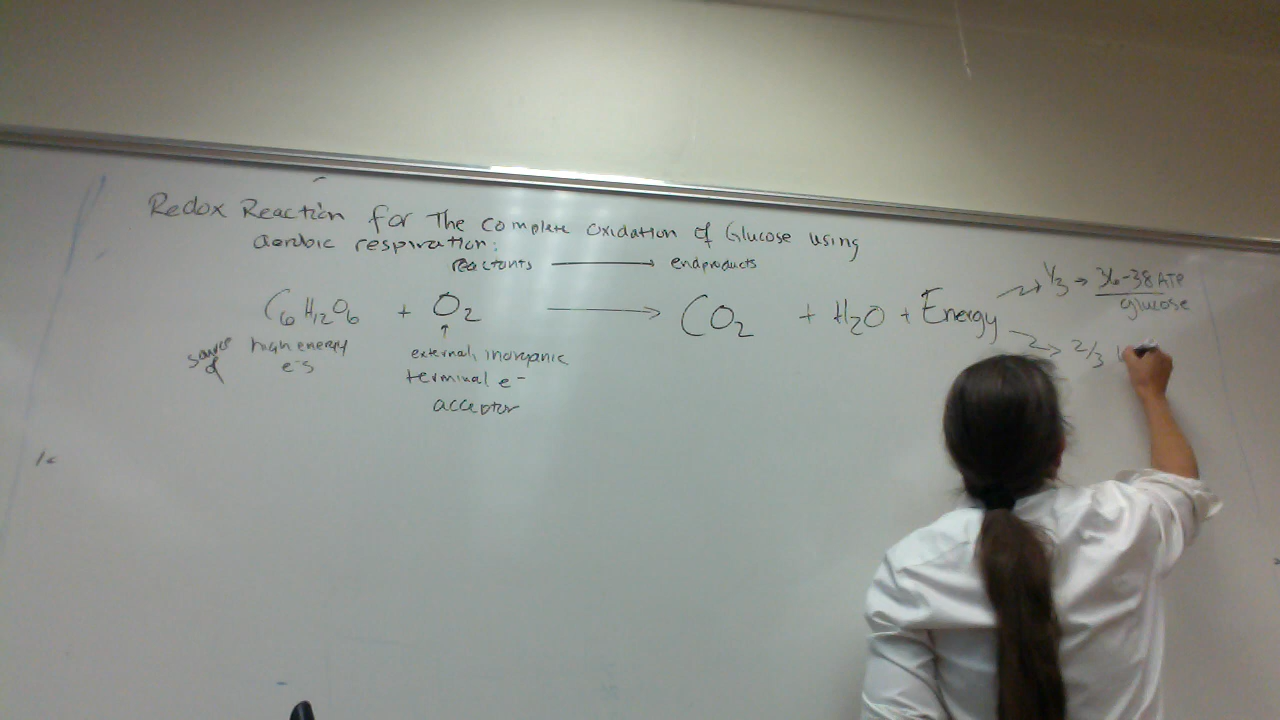 Redox Reaction for The Complete Oxidation of Glucose using
aerobic respiration:
reactants → endproducts
C6H12O6 + O2 → CO2 + H2O + Energy
→ 1/3 → 36-38 ATP
glucose
→ 2/3
source of high energy e-s
↑
external, inorganic
terminal e-
acceptor